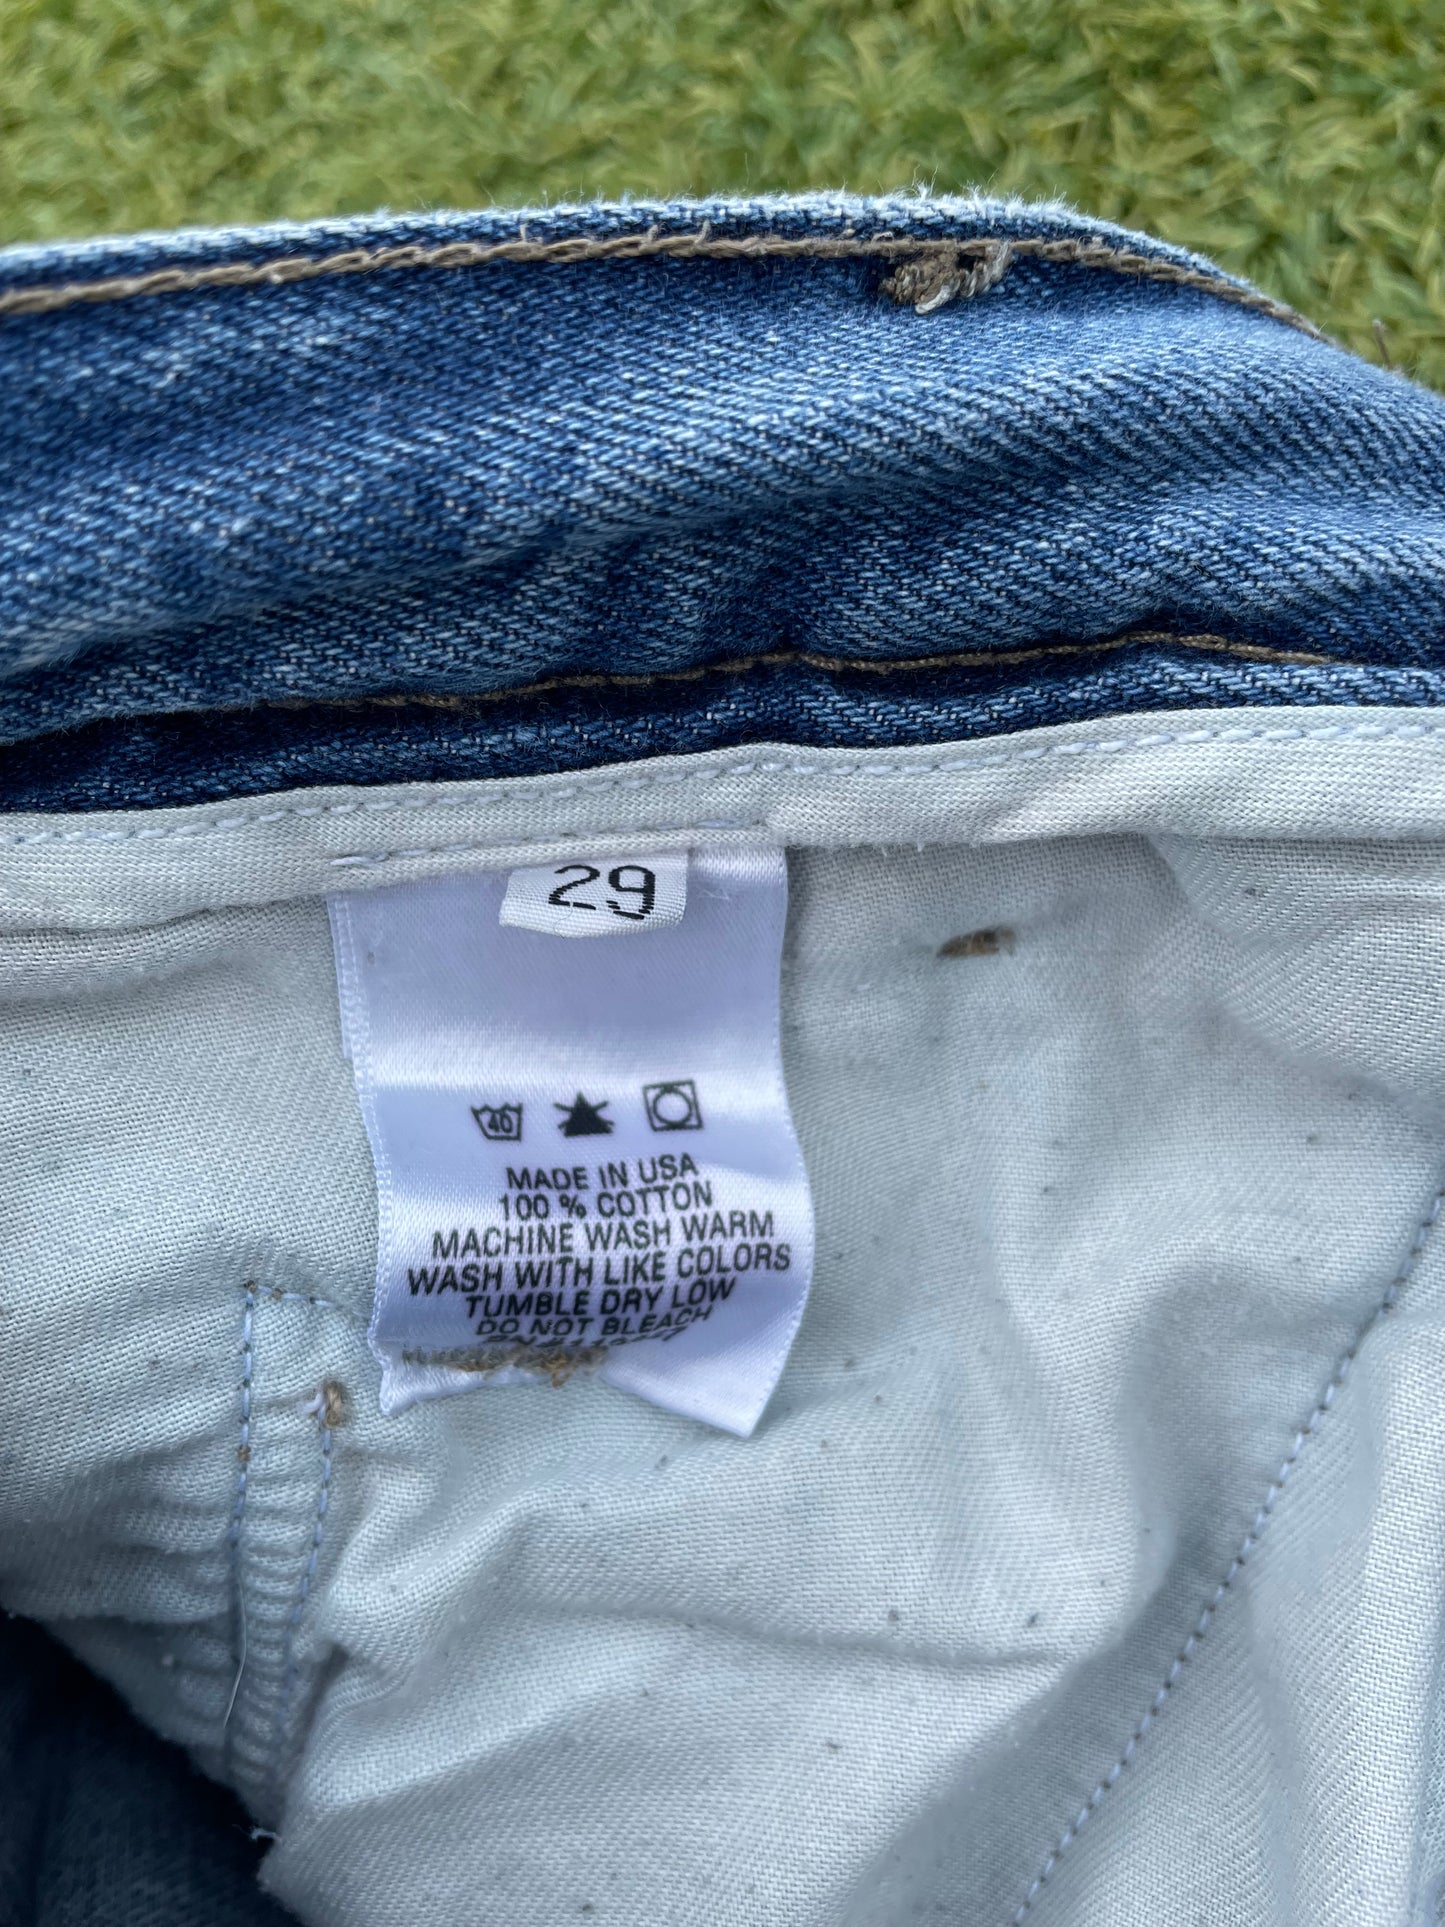 29
40
MADE IN USA
100 % COTTON
MACHINE WASH WARM
WASH WITH LIKE COLORS
TUMBLE DRY LOW
DO NOT BLEACH